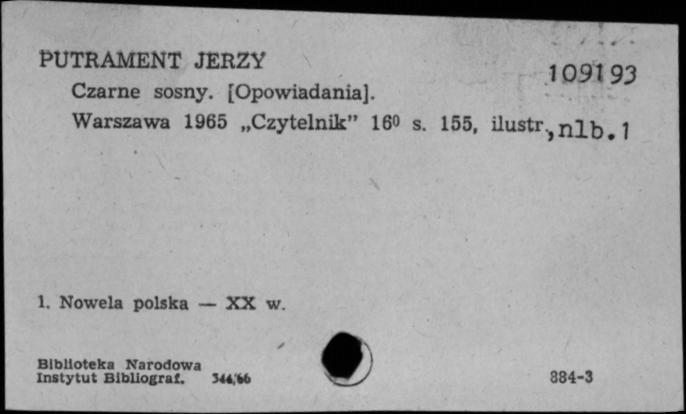 PUTRAMENT JERZY
109193
Czarne sosny. [Opowiadania].
Warszawa 1965 „Czytelnik” 16⁰ s. 155, ilustr., nlb. 1
1. Nowela polska — XX w.
Biblioteka Narodowa
Instytut Bibliograf. 344/66
884-3